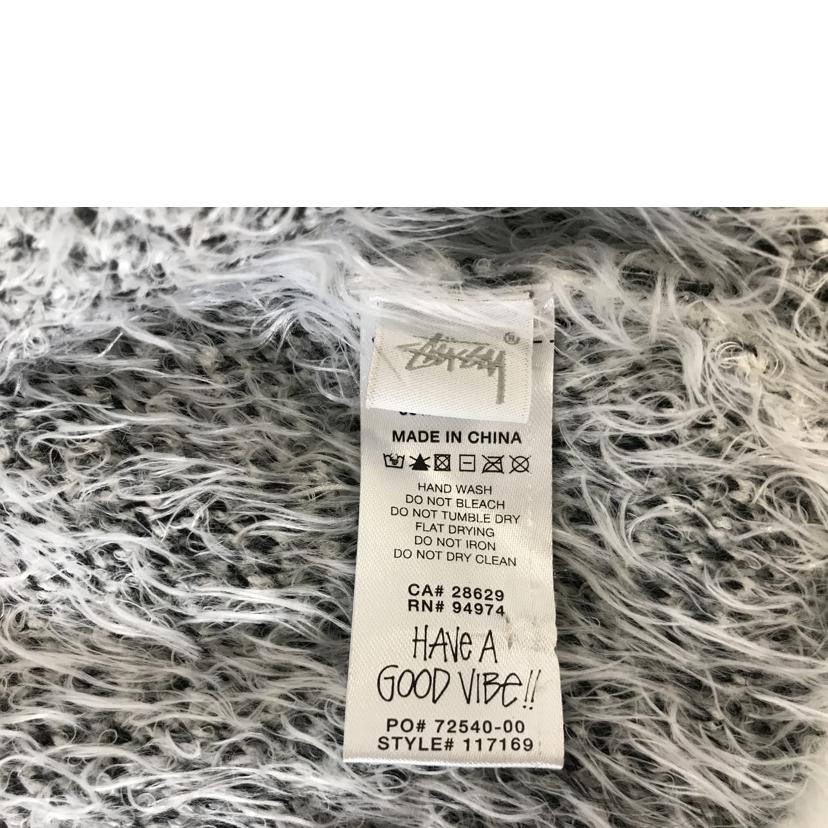 STÜSSY®
MADE IN CHINA
HAND WASH
DO NOT BLEACH
DO NOT TUMBLE DRY
FLAT DRYING
DO NOT IRON
DO NOT DRY CLEAN
CA# 28629
RN# 94974
HAVE A
GOOD VIBE!!
PO# 72540-00
STYLE# 117169